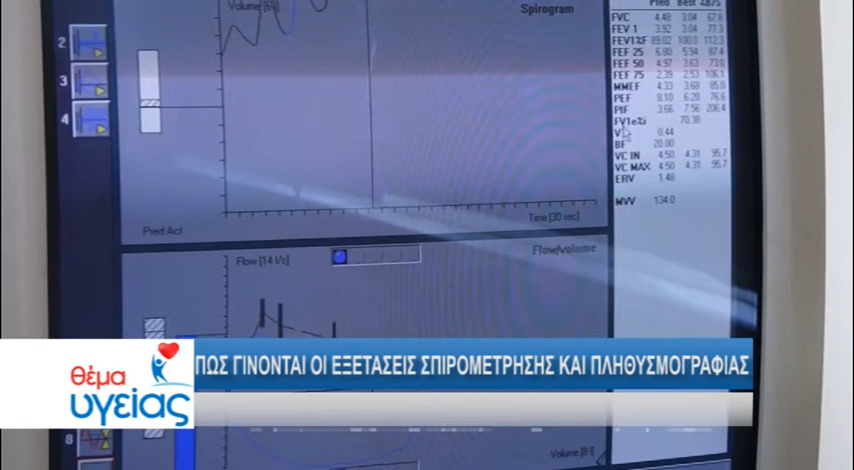 Volume [6l]
Spirogram
Pred Best 4875
FVC 4.48 3.04 67.8
FEV 1 3.92 3.04 77.3
FEV1%F 89.02 100.0 112.3
FEF 25 6.80 5.94 87.4
FEF 50 4.97 3.63 73.0
FEF 75 2.39 2.53 106.1
MMEF 4.33 3.68 85.0
PEF 8.10 6.20 76.6
PIF 3.66 7.56 206.4
70.38
0.44
BF 20.00
VC IN 4.50 4.31 95.7
VC MAX 4.50 4.31 95.7
ERV 1.48
MVV 134.0
2
3
4
Time [30 sec]
Pred Act
Flow [14 l/s]
Flow/volume
θέμα
υγείας
ΠΩΣ ΓΙΝΟΝΤΑΙ ΟΙ ΕΞΕΤΑΣΕΙΣ ΣΠΙΡΟΜΕΤΡΗΣΗΣ ΚΑΙ ΠΛΗΘΥΣΜΟΓΡΑΦΙΑΣ
8
Volume [8l]